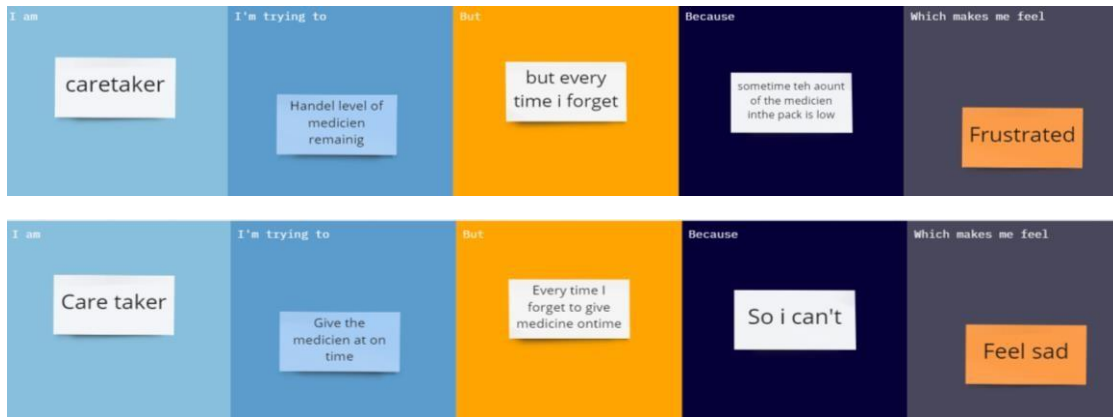 I am
I'm trying to
But
Because
Which makes me feel
caretaker
Handel level of
medicien
remainig
but every
time i forget
sometime teh aount
of the medicien
inthe pack is low
Frustrated
I am
I'm trying to
But
Because
Which makes me feel
Care taker
Give the
medicien at on
time
Every time I
forget to give
medicine ontime
So i can't
Feel sad